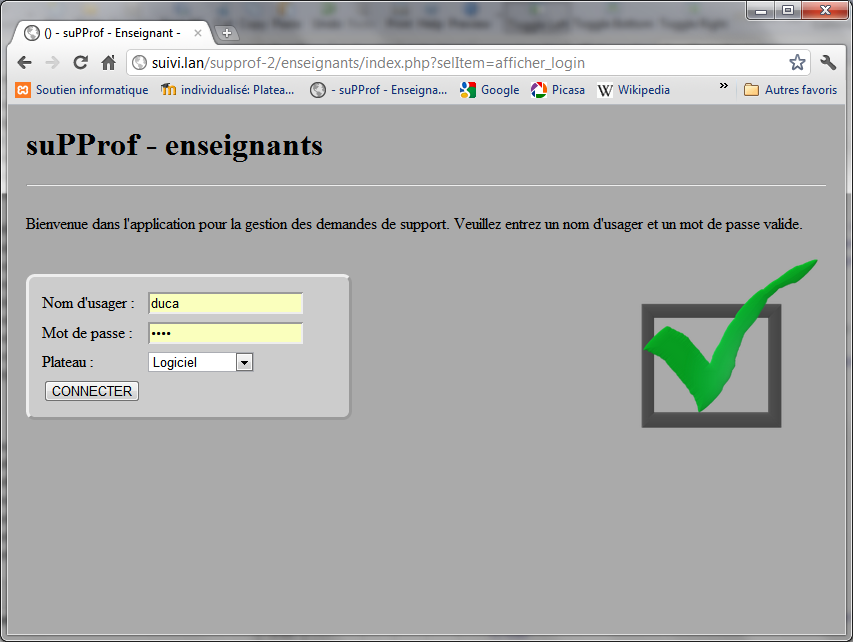 () - suPProf - Enseignant -
suivi.lan/supprof-2/enseignants/index.php?selItem=afficher_login
Soutien informatique individualisé: Platea... - suPProf - Enseigna... Google Picasa W Wikipedia » Autres favoris
suPProf - enseignants
Bienvenue dans l'application pour la gestion des demandes de support. Veuillez entrez un nom d'usager et un mot de passe valide.
Nom d'usager : duca
Mot de passe : ••••
Plateau : Logiciel
CONNECTER